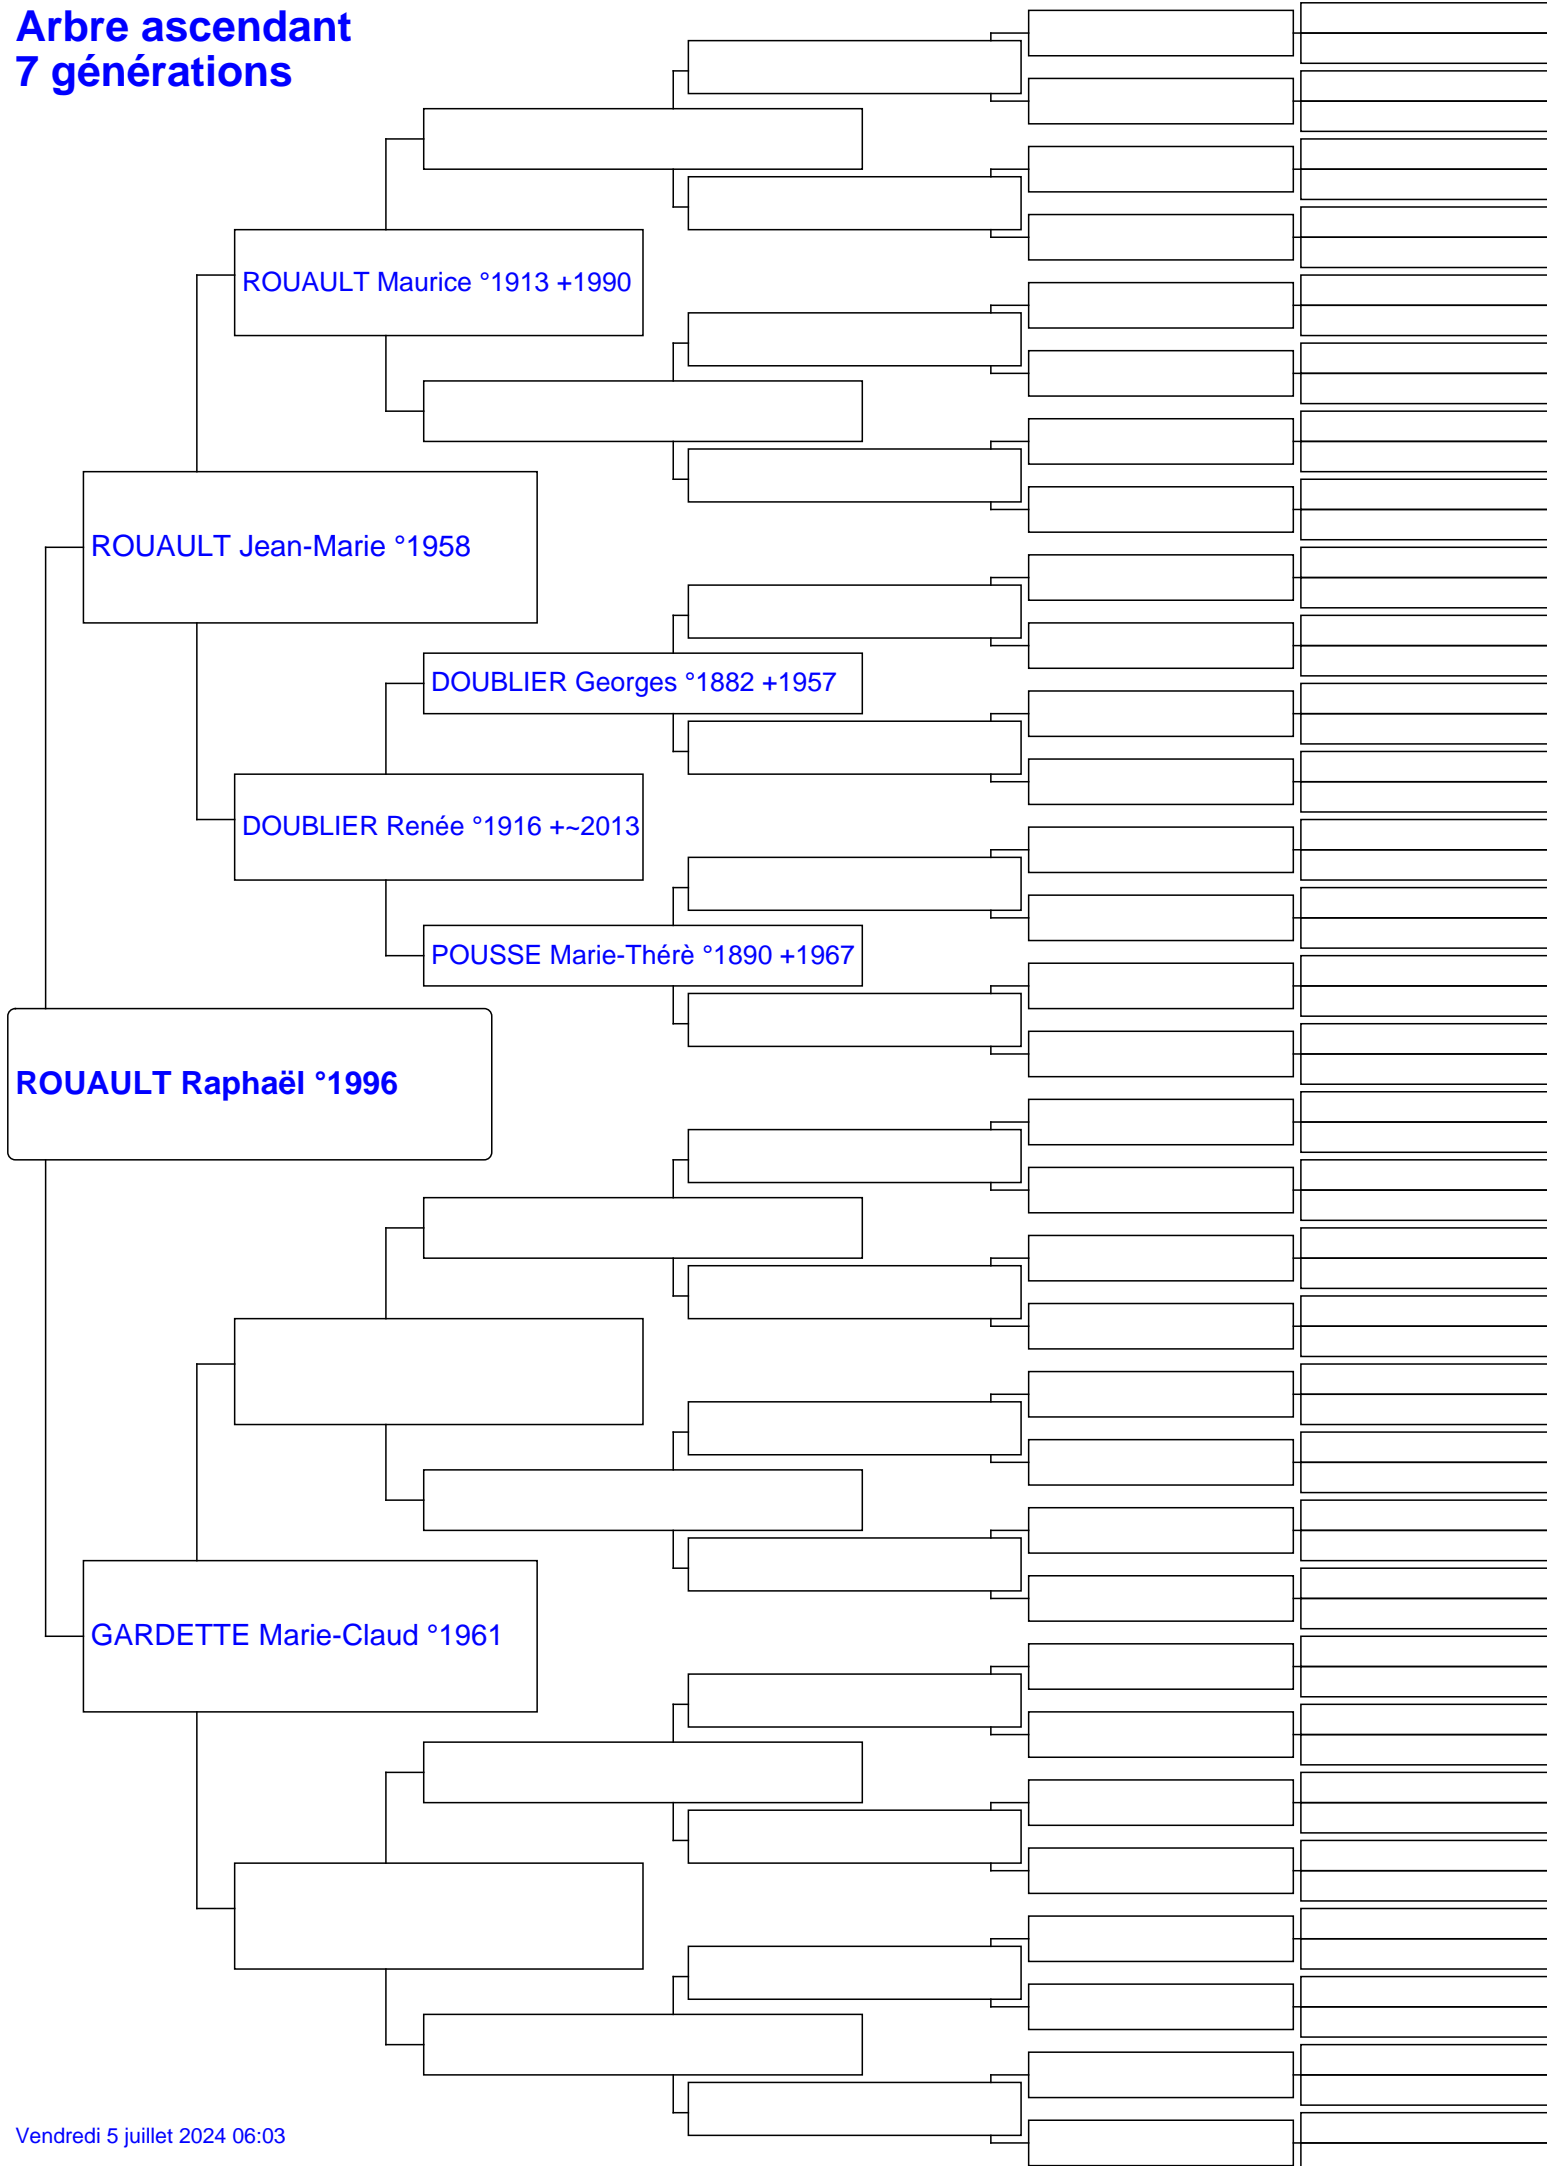 Arbre ascendant
7 générations
ROUAULT Maurice °1913 +1990
ROUAULT Jean-Marie °1958
DOUBLIER Georges °1882 +1957
DOUBLIER Renée °1916 +~2013
POUSSE Marie-Thérè °1890 +1967
ROUAULT Raphaël °1996
GARDETTE Marie-Claud °1961
Vendredi 5 juillet 2024 06:03